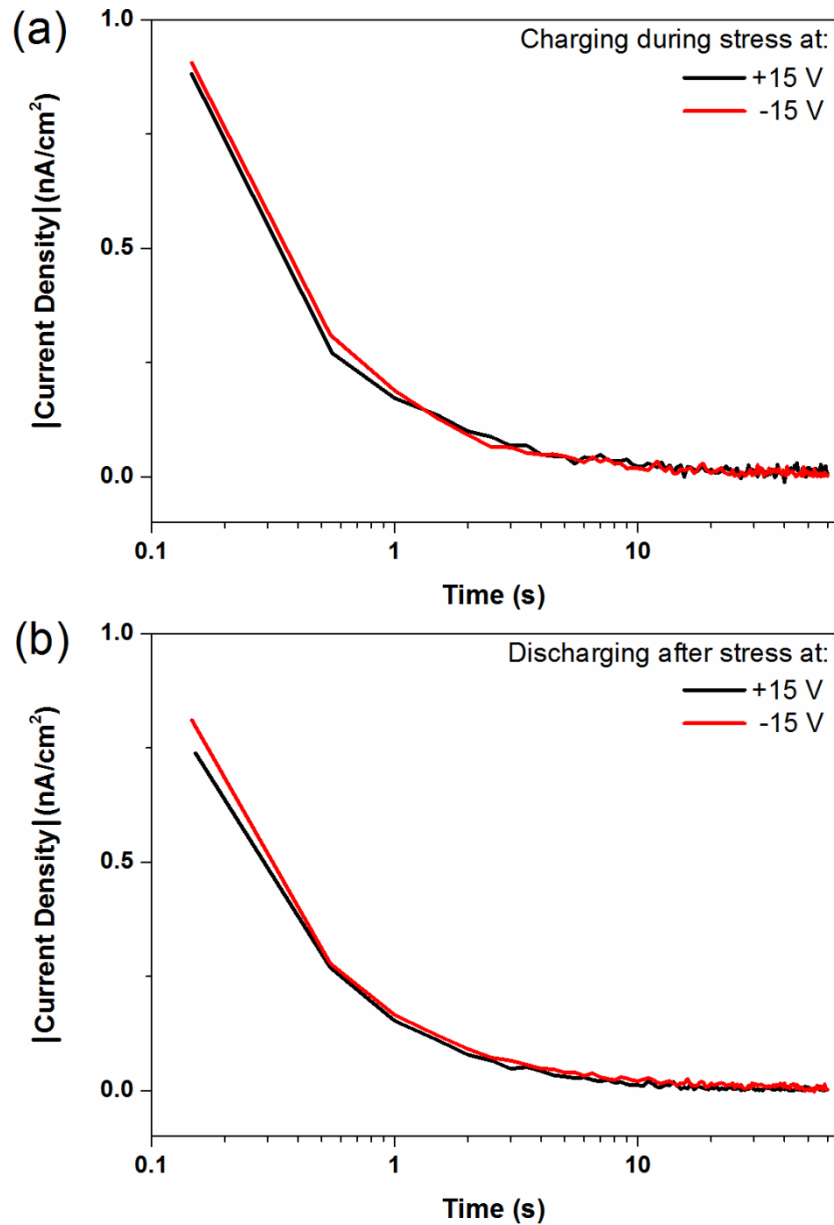 (a)
Charging during stress at:
+15 V
-15 V
1.0
0.5
0.0
|Current Density| (nA/cm²)
0.1
1
10
Time (s)
(b)
Discharging after stress at:
+15 V
-15 V
1.0
0.5
0.0
|Current Density| (nA/cm²)
0.1
1
10
Time (s)